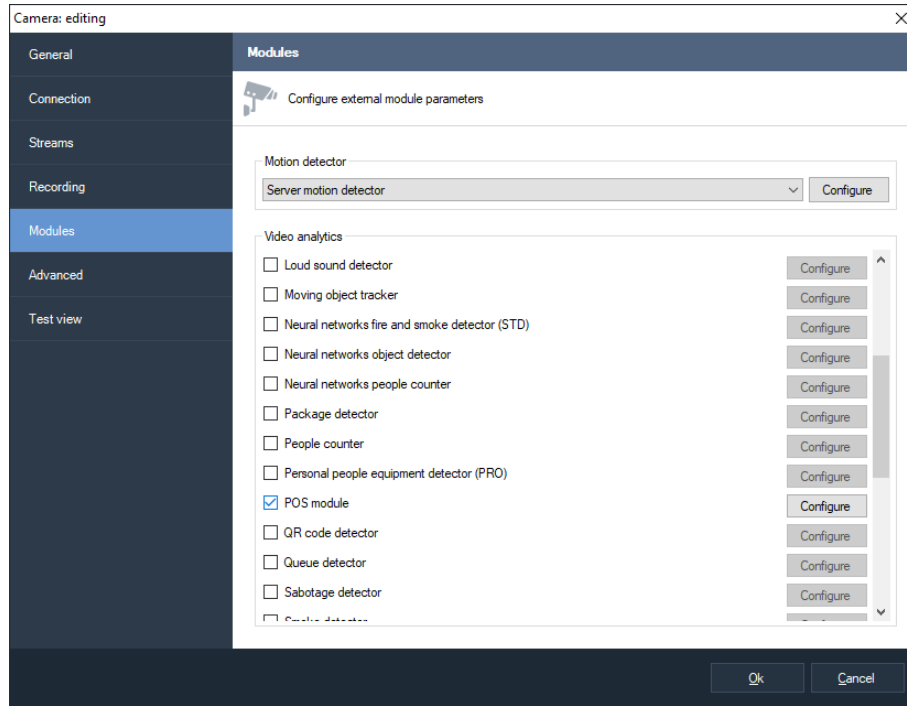 Camera: editing
General
Connection
Streams
Recording
Modules
Advanced
Test view
Modules
Configure external module parameters
Motion detector
Server motion detector Configure
Video analytics
Loud sound detector Configure
Moving object tracker Configure
Neural networks fire and smoke detector (STD) Configure
Neural networks object detector Configure
Neural networks people counter Configure
Package detector Configure
People counter Configure
Personal people equipment detector (PRO) Configure
POS module Configure
QR code detector Configure
Queue detector Configure
Sabotage detector Configure
Smoke detector Configure
Ok Cancel